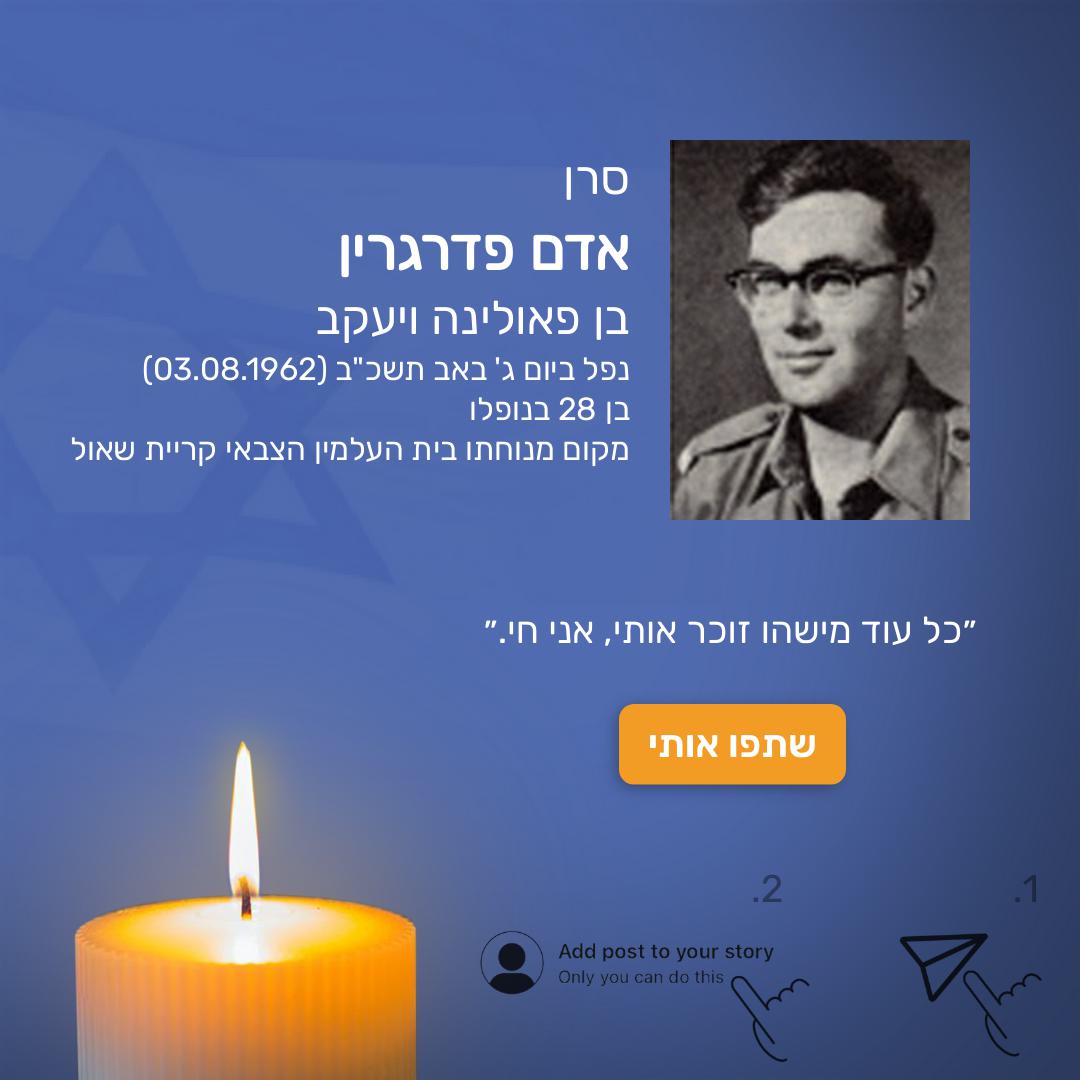 סרן
אדם פדרגרין
בן פאולינה ויעקב
נפל ביום ג' באב תשכ"ב (03.08.1962)
בן 28 בנופלו
מקום מנוחתו בית העלמין הצבאי קריית שאול
״כל עוד מישהו זוכר אותי, אני חי.״
שתפו אותי
1.
2.
Add post to your story
Only you can do this